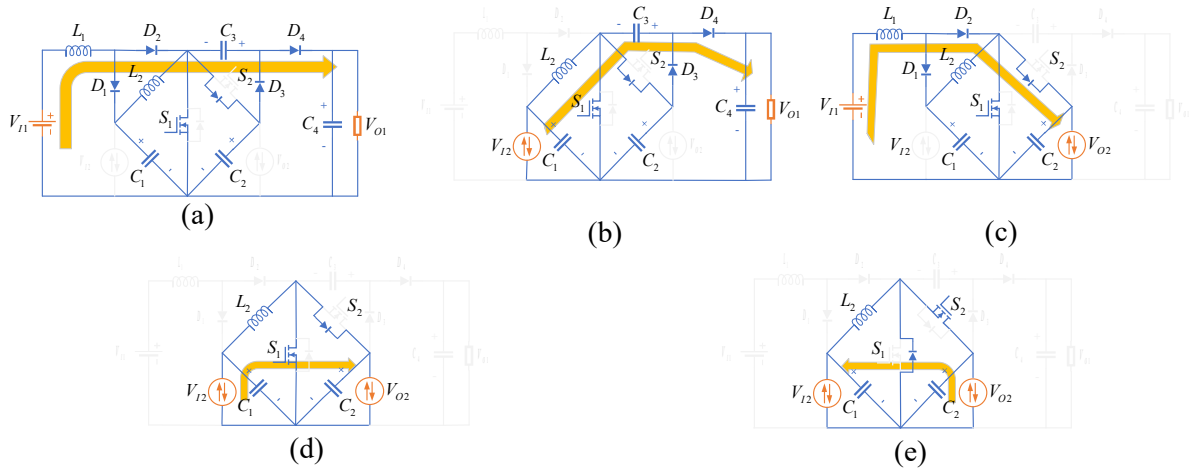 L1 D2 C3 D4
- +
D1 L2 S2 D3
VI1 + - S1 + + + C4 - VO1
C1 - C2 -
(a)
C3 D4
- +
L2 S2 D3
S1 + C4 - VO1
VI2 + + C1 - C2 -
(b)
L1 D2
S2
D1 L2
VI1 + - S1
VI2 + C1 - + C2 - VO2
(c)
L2 S2
S1
VI2 + C1 - + C2 - VO2
(d)
L2 S2
S1
VI2 + C1 - + C2 - VO2
(e)